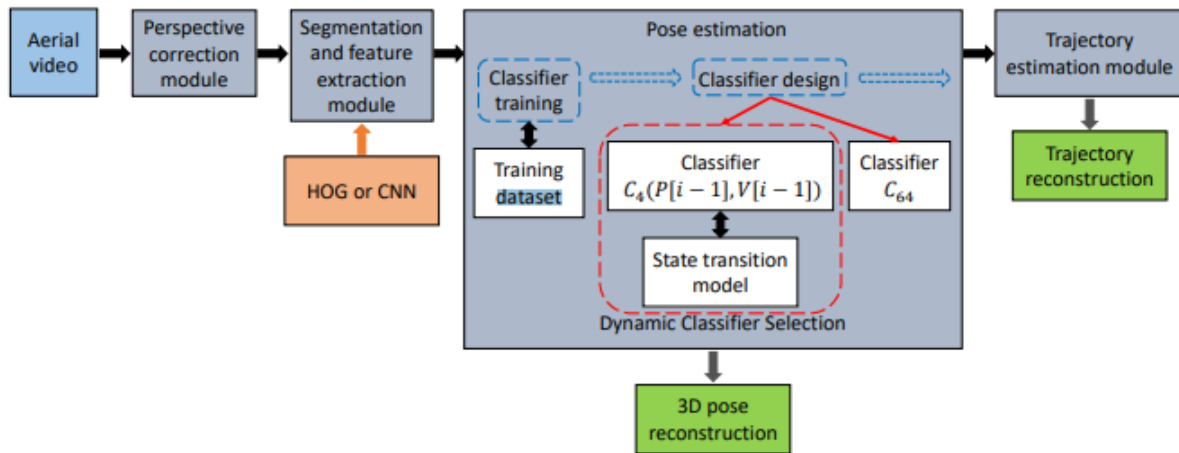 Aerial
video
Perspective
correction
module
Segmentation
and feature
extraction
module
HOG or CNN
Pose estimation
Classifier
training
Classifier design
Training
dataset
Classifier
C₄(P[i − 1], V[i − 1])
Classifier
C₆₄
State transition
model
Dynamic Classifier Selection
3D pose
reconstruction
Trajectory
estimation module
Trajectory
reconstruction